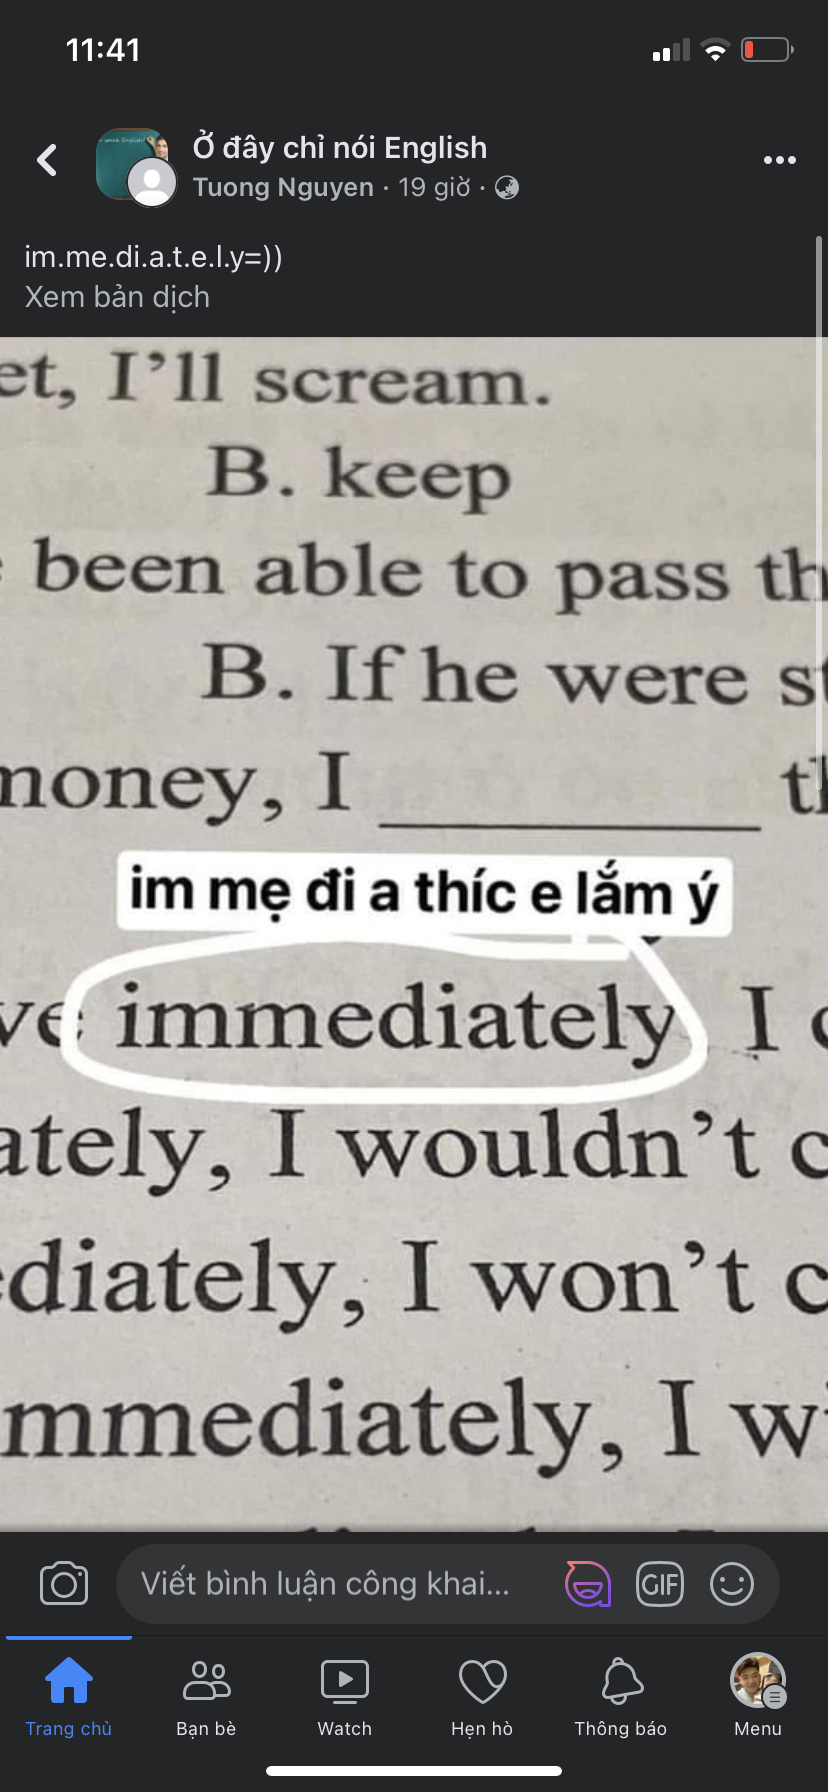 11:41
Ở đây chỉ nói English
Tuong Nguyen · 19 giờ ·
im.me.di.a.t.e.l.y=))
Xem bản dịch
et, I’ll scream.
B. keep
been able to pass th
B. If he were st
money, I ________ th
im mẹ đi a thíc e lắm ý
ve immediately I c
ately, I wouldn’t c
ediately, I won’t c
mmediately, I wi
Viết bình luận công khai...
GIF
Trang chủ
Bạn bè
Watch
Hẹn hò
Thông báo
Menu